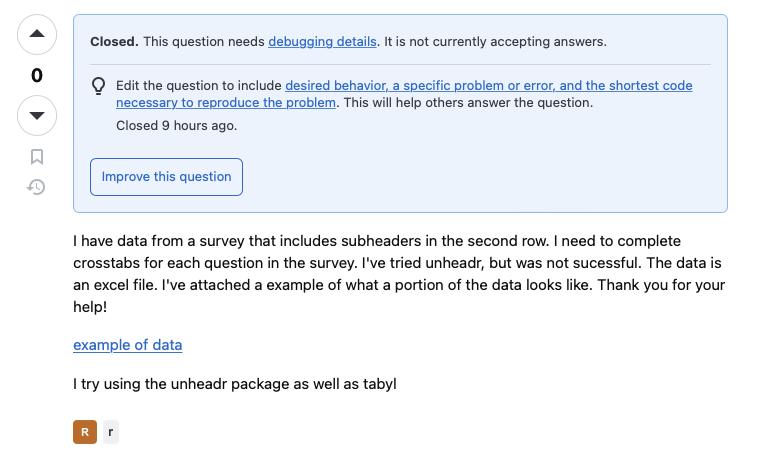 Closed. This question needs debugging details. It is not currently accepting answers.
0
Edit the question to include desired behavior, a specific problem or error, and the shortest code
necessary to reproduce the problem. This will help others answer the question.
Closed 9 hours ago.
Improve this question
I have data from a survey that includes subheaders in the second row. I need to complete
crosstabs for each question in the survey. I've tried unheadr, but was not sucessful. The data is
an excel file. I've attached a example of what a portion of the data looks like. Thank you for your
help!
example of data
I try using the unheadr package as well as tabyl
R r